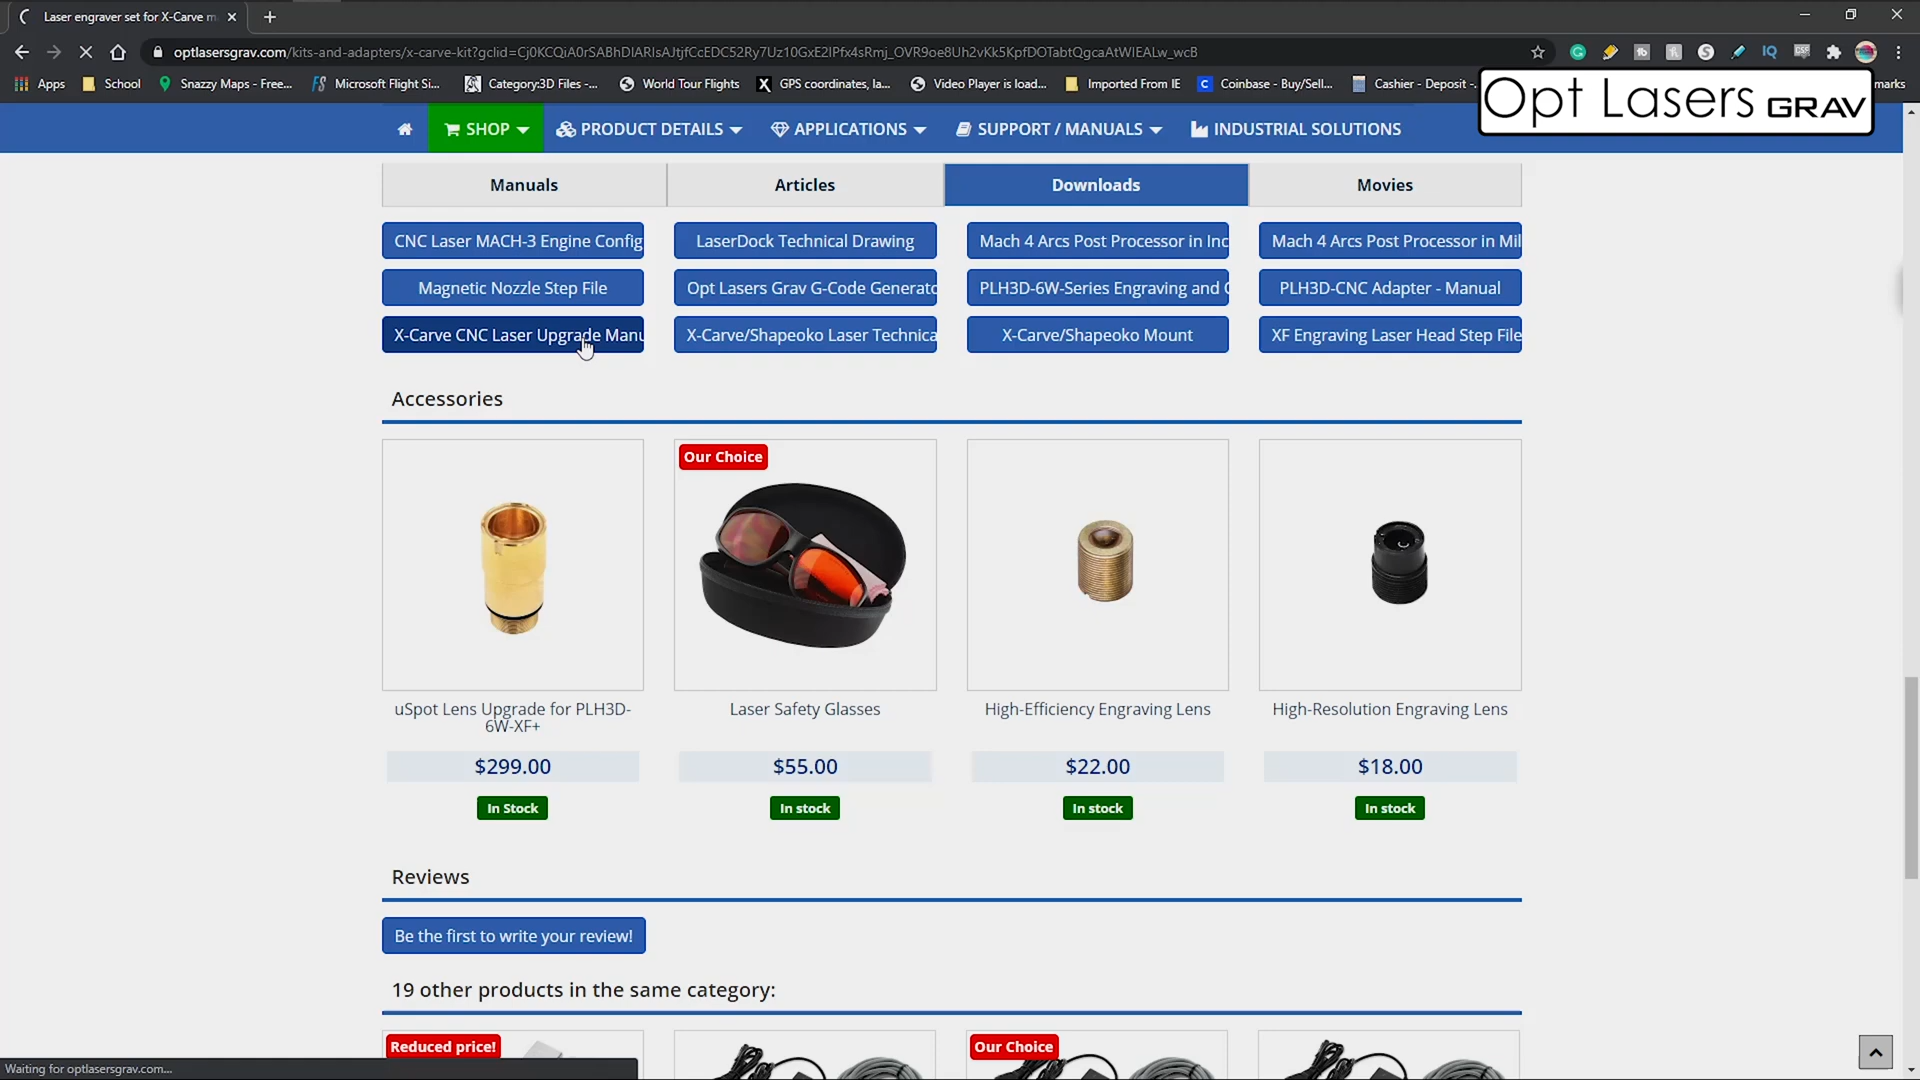 Laser engraver set for X-Carve m
optlasersgrav.com/kits-and-adapters/x-carve-kit?gclid=Cj0KCQiA0rSABhDlARIsAJtjfCcEDC52Ry7Uz10GxE2lPfx4sRmj_OVR9oe8Uh2vKk5KpfDOTabtQgcaAtWIEALw_wcB
Apps School Snazzy Maps - Free... Microsoft Flight Si... Category:3D Files -... World Tour Flights GPS coordinates, la... Video Player is load... Imported From IE Coinbase - Buy/Sell... Cashier - Deposit -... marks
Opt Lasers GRAV
SHOP PRODUCT DETAILS APPLICATIONS SUPPORT / MANUALS INDUSTRIAL SOLUTIONS
Manuals Articles Downloads Movies
CNC Laser MACH-3 Engine Config LaserDock Technical Drawing Mach 4 Arcs Post Processor in Inc Mach 4 Arcs Post Processor in Mil
Magnetic Nozzle Step File Opt Lasers Grav G-Code Generato PLH3D-6W-Series Engraving and C PLH3D-CNC Adapter - Manual
X-Carve CNC Laser Upgrade Manu X-Carve/Shapeoko Laser Technica X-Carve/Shapeoko Mount XF Engraving Laser Head Step File
Accessories
Our Choice
uSpot Lens Upgrade for PLH3D-
6W-XF+
Laser Safety Glasses High-Efficiency Engraving Lens High-Resolution Engraving Lens
$299.00 $55.00 $22.00 $18.00
In Stock In stock In stock In stock
Reviews
Be the first to write your review!
19 other products in the same category:
Reduced price! Our Choice
Waiting for optlasersgrav.com...